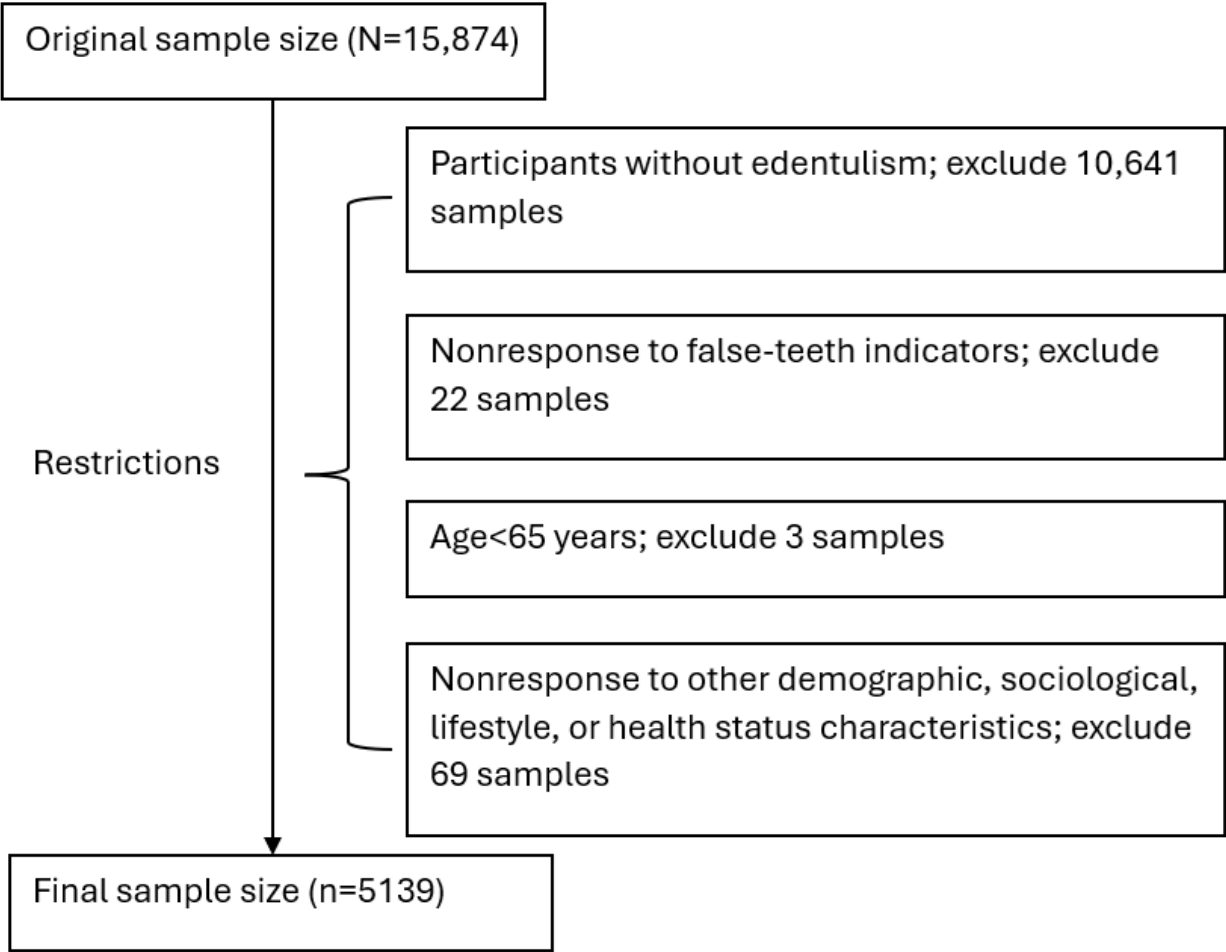 Original sample size (N=15,874)
Participants without edentulism; exclude 10,641
samples
Nonresponse to false-teeth indicators; exclude
22 samples
Restrictions
Age<65 years; exclude 3 samples
Nonresponse to other demographic, sociological,
lifestyle, or health status characteristics; exclude
69 samples
Final sample size (n=5139)